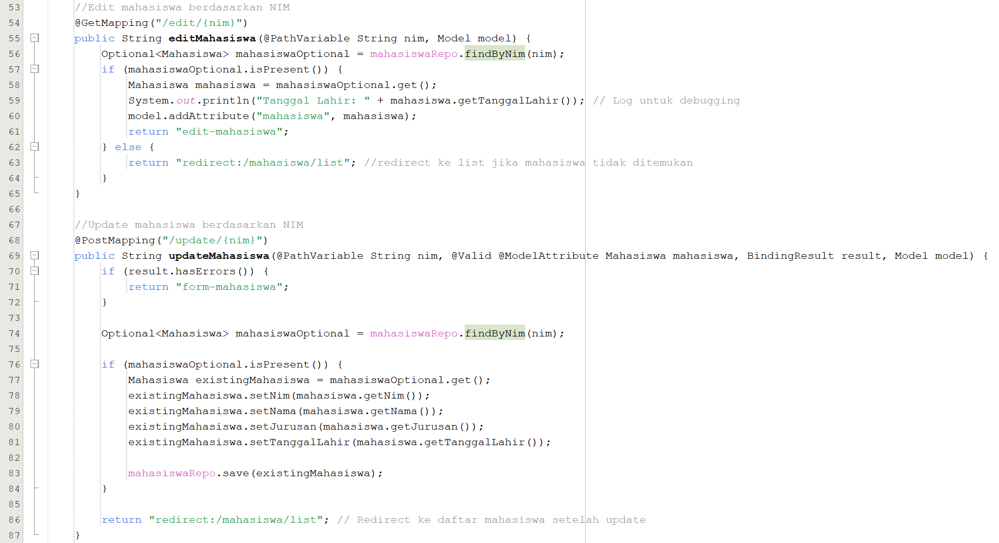 53 //Edit mahasiswa berdasarkan NIM
54 @GetMapping("/edit/{nim}")
55 public String editMahasiswa(@PathVariable String nim, Model model) {
56 Optional<Mahasiswa> mahasiswaOptional = mahasiswaRepo.findByNim(nim);
57 if (mahasiswaOptional.isPresent()) {
58 Mahasiswa mahasiswa = mahasiswaOptional.get();
59 System.out.println("Tanggal Lahir: " + mahasiswa.getTanggalLahir()); // Log untuk debugging
60 model.addAttribute("mahasiswa", mahasiswa);
61 return "edit-mahasiswa";
62 } else {
63 return "redirect:/mahasiswa/list"; //redirect ke list jika mahasiswa tidak ditemukan
64 }
65 }
66
67 //Update mahasiswa berdasarkan NIM
68 @PostMapping("/update/{nim}")
69 public String updateMahasiswa(@PathVariable String nim, @Valid @ModelAttribute Mahasiswa mahasiswa, BindingResult result, Model model) {
70 if (result.hasErrors()) {
71 return "form-mahasiswa";
72 }
73
74 Optional<Mahasiswa> mahasiswaOptional = mahasiswaRepo.findByNim(nim);
75
76 if (mahasiswaOptional.isPresent()) {
77 Mahasiswa existingMahasiswa = mahasiswaOptional.get();
78 existingMahasiswa.setNim(mahasiswa.getNim());
79 existingMahasiswa.setNama(mahasiswa.getNama());
80 existingMahasiswa.setJurusan(mahasiswa.getJurusan());
81 existingMahasiswa.setTanggalLahir(mahasiswa.getTanggalLahir());
82
83 mahasiswaRepo.save(existingMahasiswa);
84 }
85
86 return "redirect:/mahasiswa/list"; // Redirect ke daftar mahasiswa setelah update
87 }